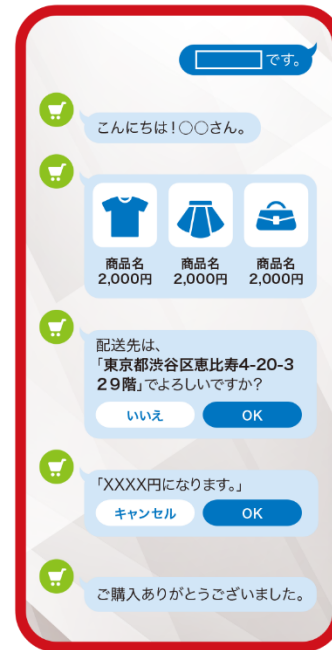 です。
こんにちは！○○さん。
商品名 商品名 商品名
2,000円 2,000円 2,000円
配送先は、
「東京都渋谷区恵比寿4-20-3
29階」でよろしいですか？
いいえ OK
「XXXX円になります。」
キャンセル OK
ご購入ありがとうございました。